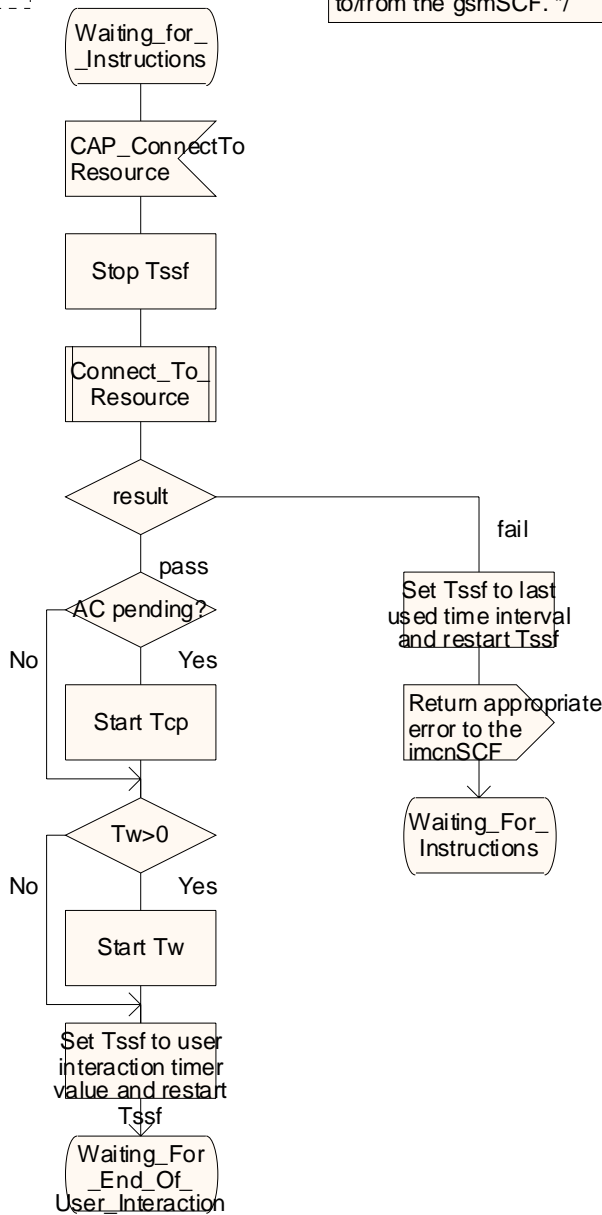 to/from the gsmSCF. */
Waiting_for_
_Instructions
CAP_ConnectTo
Resource
Stop Tssf
Connect_To_
Resource
result
fail
pass
AC pending?
No
Yes
Start Tcp
Set Tssf to last
used time interval
and restart Tssf
Return appropriate
error to the
imcnSCF
Waiting_For_
Instructions
Tw>0
No
Yes
Start Tw
Set Tssf to user
interaction timer
value and restart
Tssf
Waiting_For
_End_Of_
User_Interaction